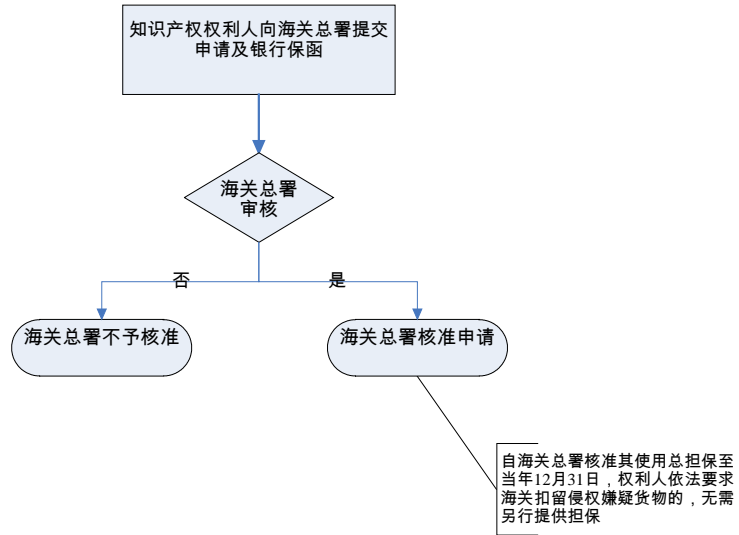 知识产权权利人向海关总署提交
申请及银行保函
海关总署
审核
否
是
海关总署不予核准
海关总署核准申请
自海关总署核准其使用总担保至
当年12月31日，权利人依法要求
海关扣留侵权嫌疑货物的，无需
另行提供担保